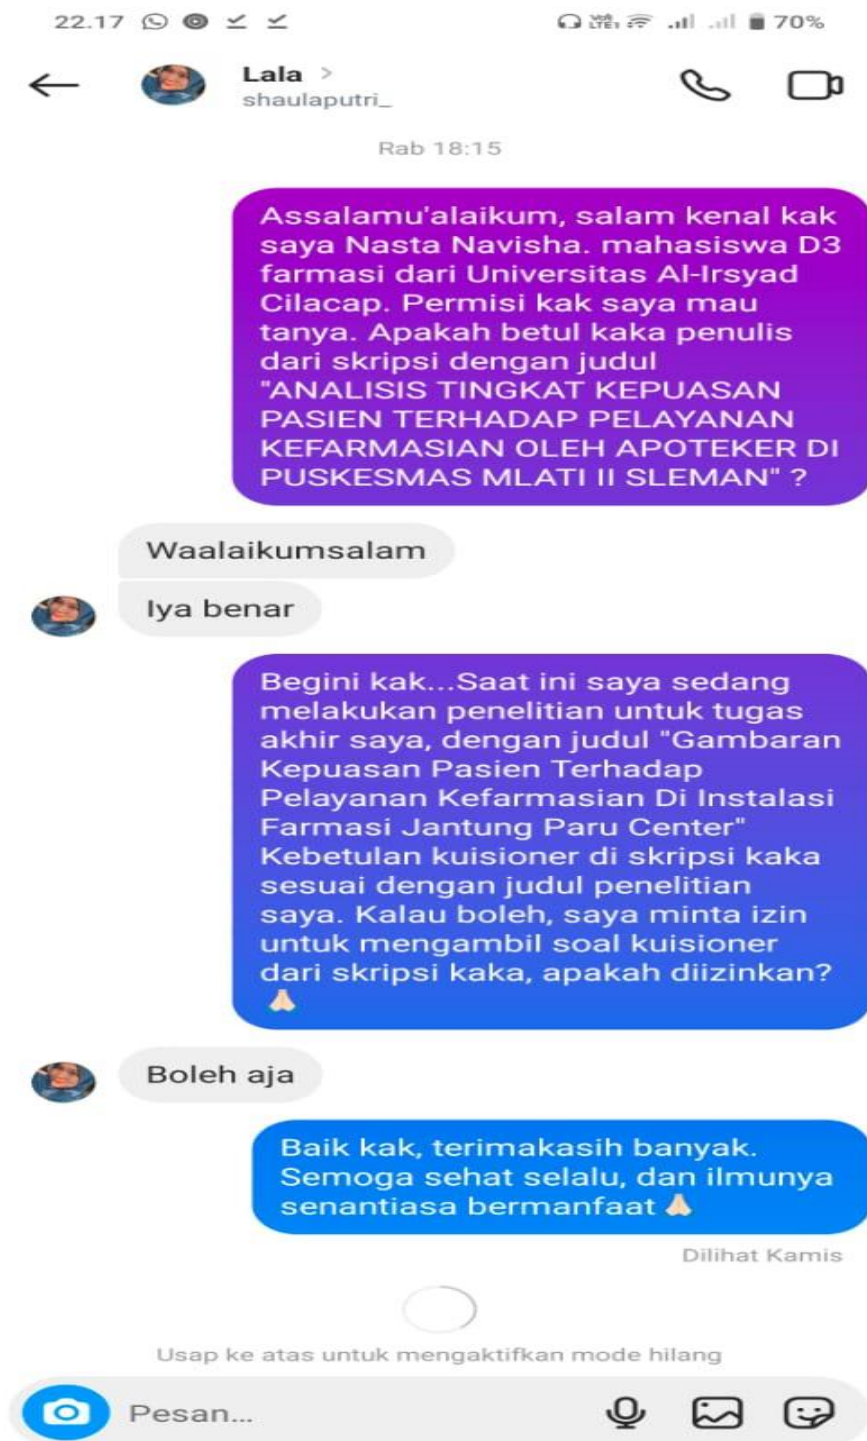 22.17 70%
Lala >
shaulaputri_
Rab 18:15
Assalamu'alaikum, salam kenal kak
saya Nasta Navisha. mahasiswa D3
farmasi dari Universitas Al-Irsyad
Cilacap. Permisi kak saya mau
tanya. Apakah betul kaka penulis
dari skripsi dengan judul
"ANALISIS TINGKAT KEPUASAN
PASIEN TERHADAP PELAYANAN
KEFARMASIAN OLEH APOTEKER DI
PUSKESMAS MLATI II SLEMAN" ?
Waalaikumsalam
Iya benar
Begini kak...Saat ini saya sedang
melakukan penelitian untuk tugas
akhir saya, dengan judul "Gambaran
Kepuasan Pasien Terhadap
Pelayanan Kefarmasian Di Instalasi
Farmasi Jantung Paru Center"
Kebetulan kuisioner di skripsi kaka
sesuai dengan judul penelitian
saya. Kalau boleh, saya minta izin
untuk mengambil soal kuisioner
dari skripsi kaka, apakah diizinkan?
🙏🏻
Boleh aja
Baik kak, terimakasih banyak.
Semoga sehat selalu, dan ilmunya
senantiasa bermanfaat 🙏🏻
Dilihat Kamis
Usap ke atas untuk mengaktifkan mode hilang
Pesan...